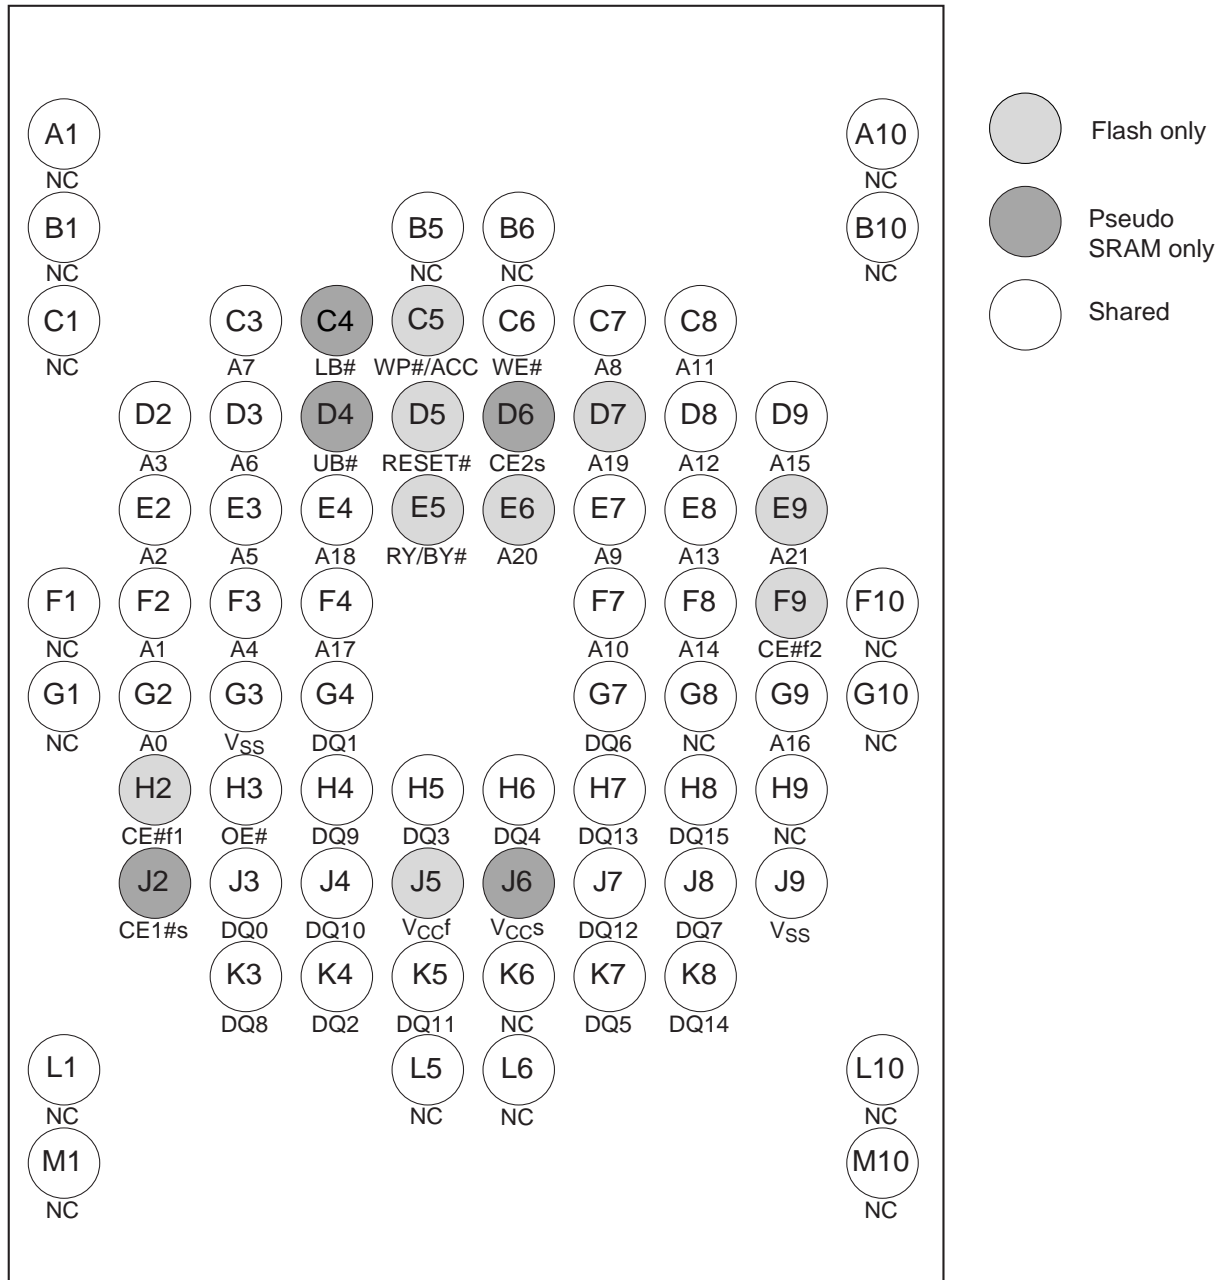 A1 A10
NC NC
B1 B5 B6 B10
NC NC NC NC
C1 C3 C4 C5 C6 C7 C8
NC A7 LB# WP#/ACC WE# A8 A11
D2 D3 D4 D5 D6 D7 D8 D9
A3 A6 UB# RESET# CE2s A19 A12 A15
E2 E3 E4 E5 E6 E7 E8 E9
A2 A5 A18 RY/BY# A20 A9 A13 A21
F1 F2 F3 F4 F7 F8 F9 F10
NC A1 A4 A17 A10 A14 CE#f2 NC
G1 G2 G3 G4 G7 G8 G9 G10
NC A0 VSS DQ1 DQ6 NC A16 NC
H2 H3 H4 H5 H6 H7 H8 H9
CE#f1 OE# DQ9 DQ3 DQ4 DQ13 DQ15 NC
J2 J3 J4 J5 J6 J7 J8 J9
CE1#s DQ0 DQ10 VCCf VCCs DQ12 DQ7 VSS
K3 K4 K5 K6 K7 K8
DQ8 DQ2 DQ11 NC DQ5 DQ14
L1 L5 L6 L10
NC NC NC NC
M1 M10
NC NC
Flash only
Pseudo
SRAM only
Shared